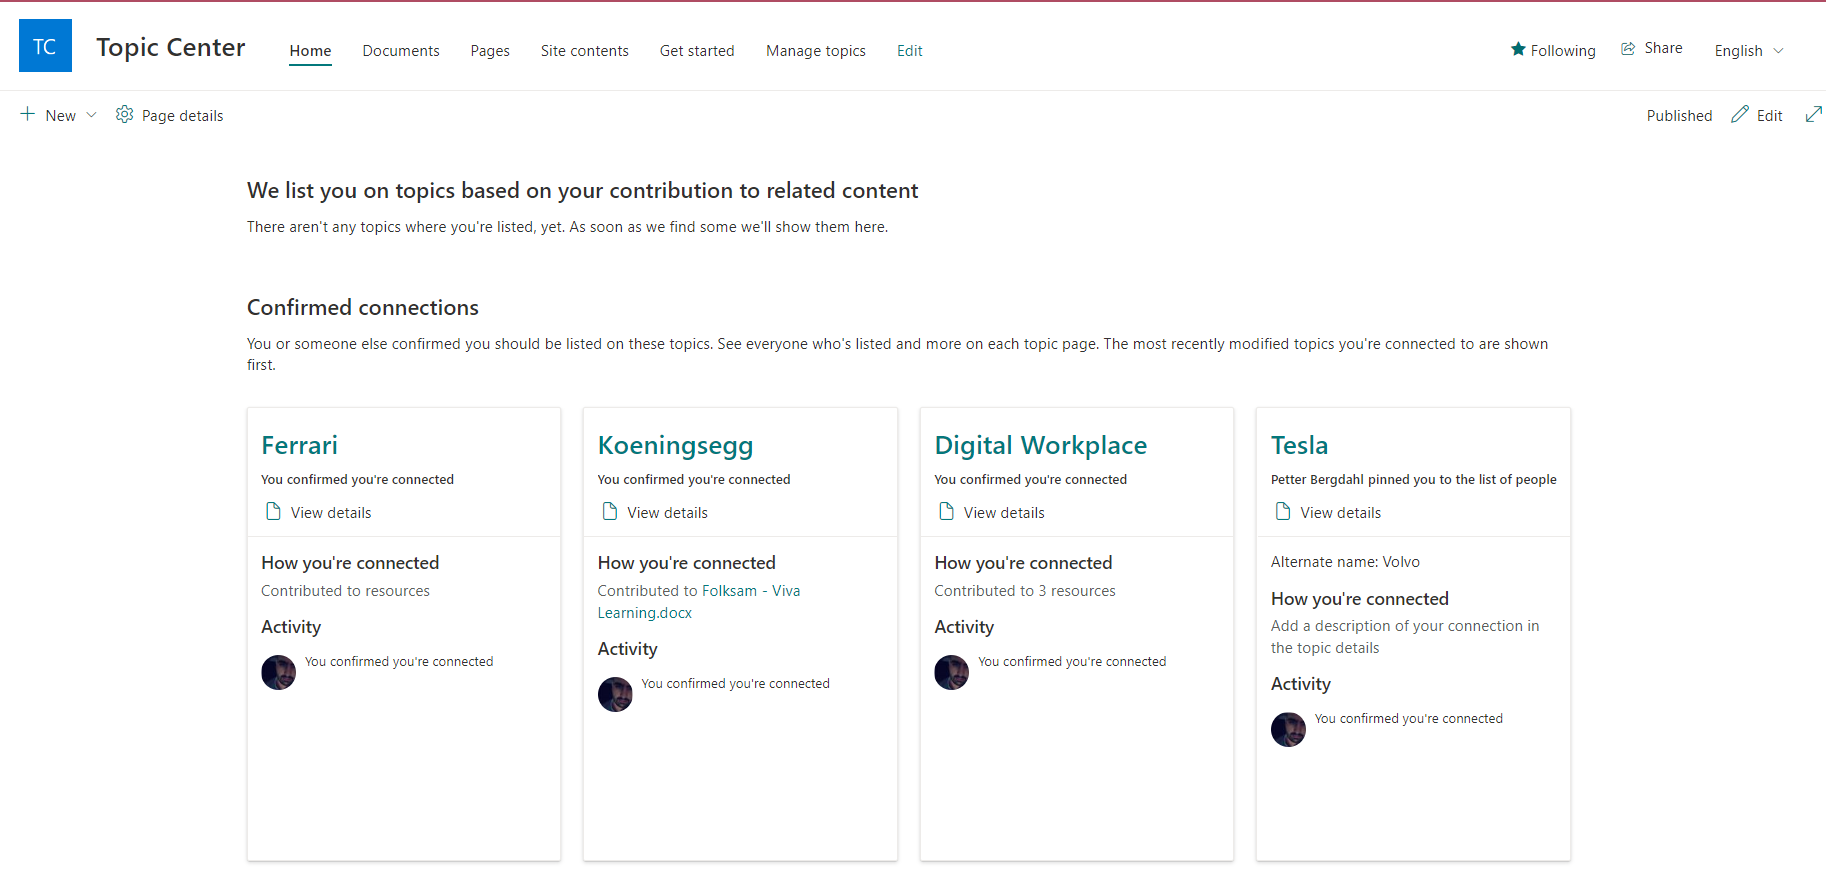 TC
Topic Center
Home Documents Pages Site contents Get started Manage topics Edit
Following Share English
New Page details
Published Edit
We list you on topics based on your contribution to related content
There aren't any topics where you're listed, yet. As soon as we find some we'll show them here.
Confirmed connections
You or someone else confirmed you should be listed on these topics. See everyone who's listed and more on each topic page. The most recently modified topics you're connected to are shown
first.
Ferrari
You confirmed you're connected
View details
How you're connected
Contributed to resources
Activity
You confirmed you're connected
Koeningsegg
You confirmed you're connected
View details
How you're connected
Contributed to Folksam - Viva
Learning.docx
Activity
You confirmed you're connected
Digital Workplace
You confirmed you're connected
View details
How you're connected
Contributed to 3 resources
Activity
You confirmed you're connected
Tesla
Petter Bergdahl pinned you to the list of people
View details
Alternate name: Volvo
How you're connected
Add a description of your connection in
the topic details
Activity
You confirmed you're connected